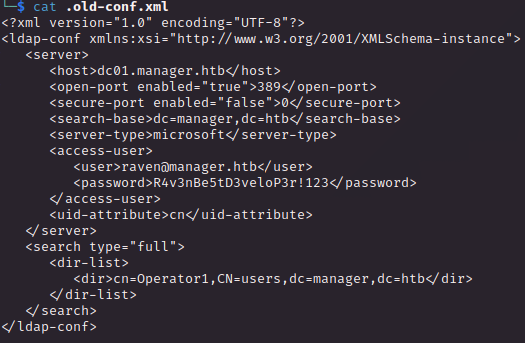 └─$ cat .old-conf.xml
<?xml version="1.0" encoding="UTF-8"?>
<ldap-conf xmlns:xsi="http://www.w3.org/2001/XMLSchema-instance">
   <server>
      <host>dc01.manager.htb</host>
      <open-port enabled="true">389</open-port>
      <secure-port enabled="false">0</secure-port>
      <search-base>dc=manager,dc=htb</search-base>
      <server-type>microsoft</server-type>
      <access-user>
         <user>raven@manager.htb</user>
         <password>R4v3nBe5tD3veloP3r!123</password>
      </access-user>
      <uid-attribute>cn</uid-attribute>
   </server>
   <search type="full">
      <dir-list>
         <dir>cn=Operator1,CN=users,dc=manager,dc=htb</dir>
      </dir-list>
   </search>
</ldap-conf>